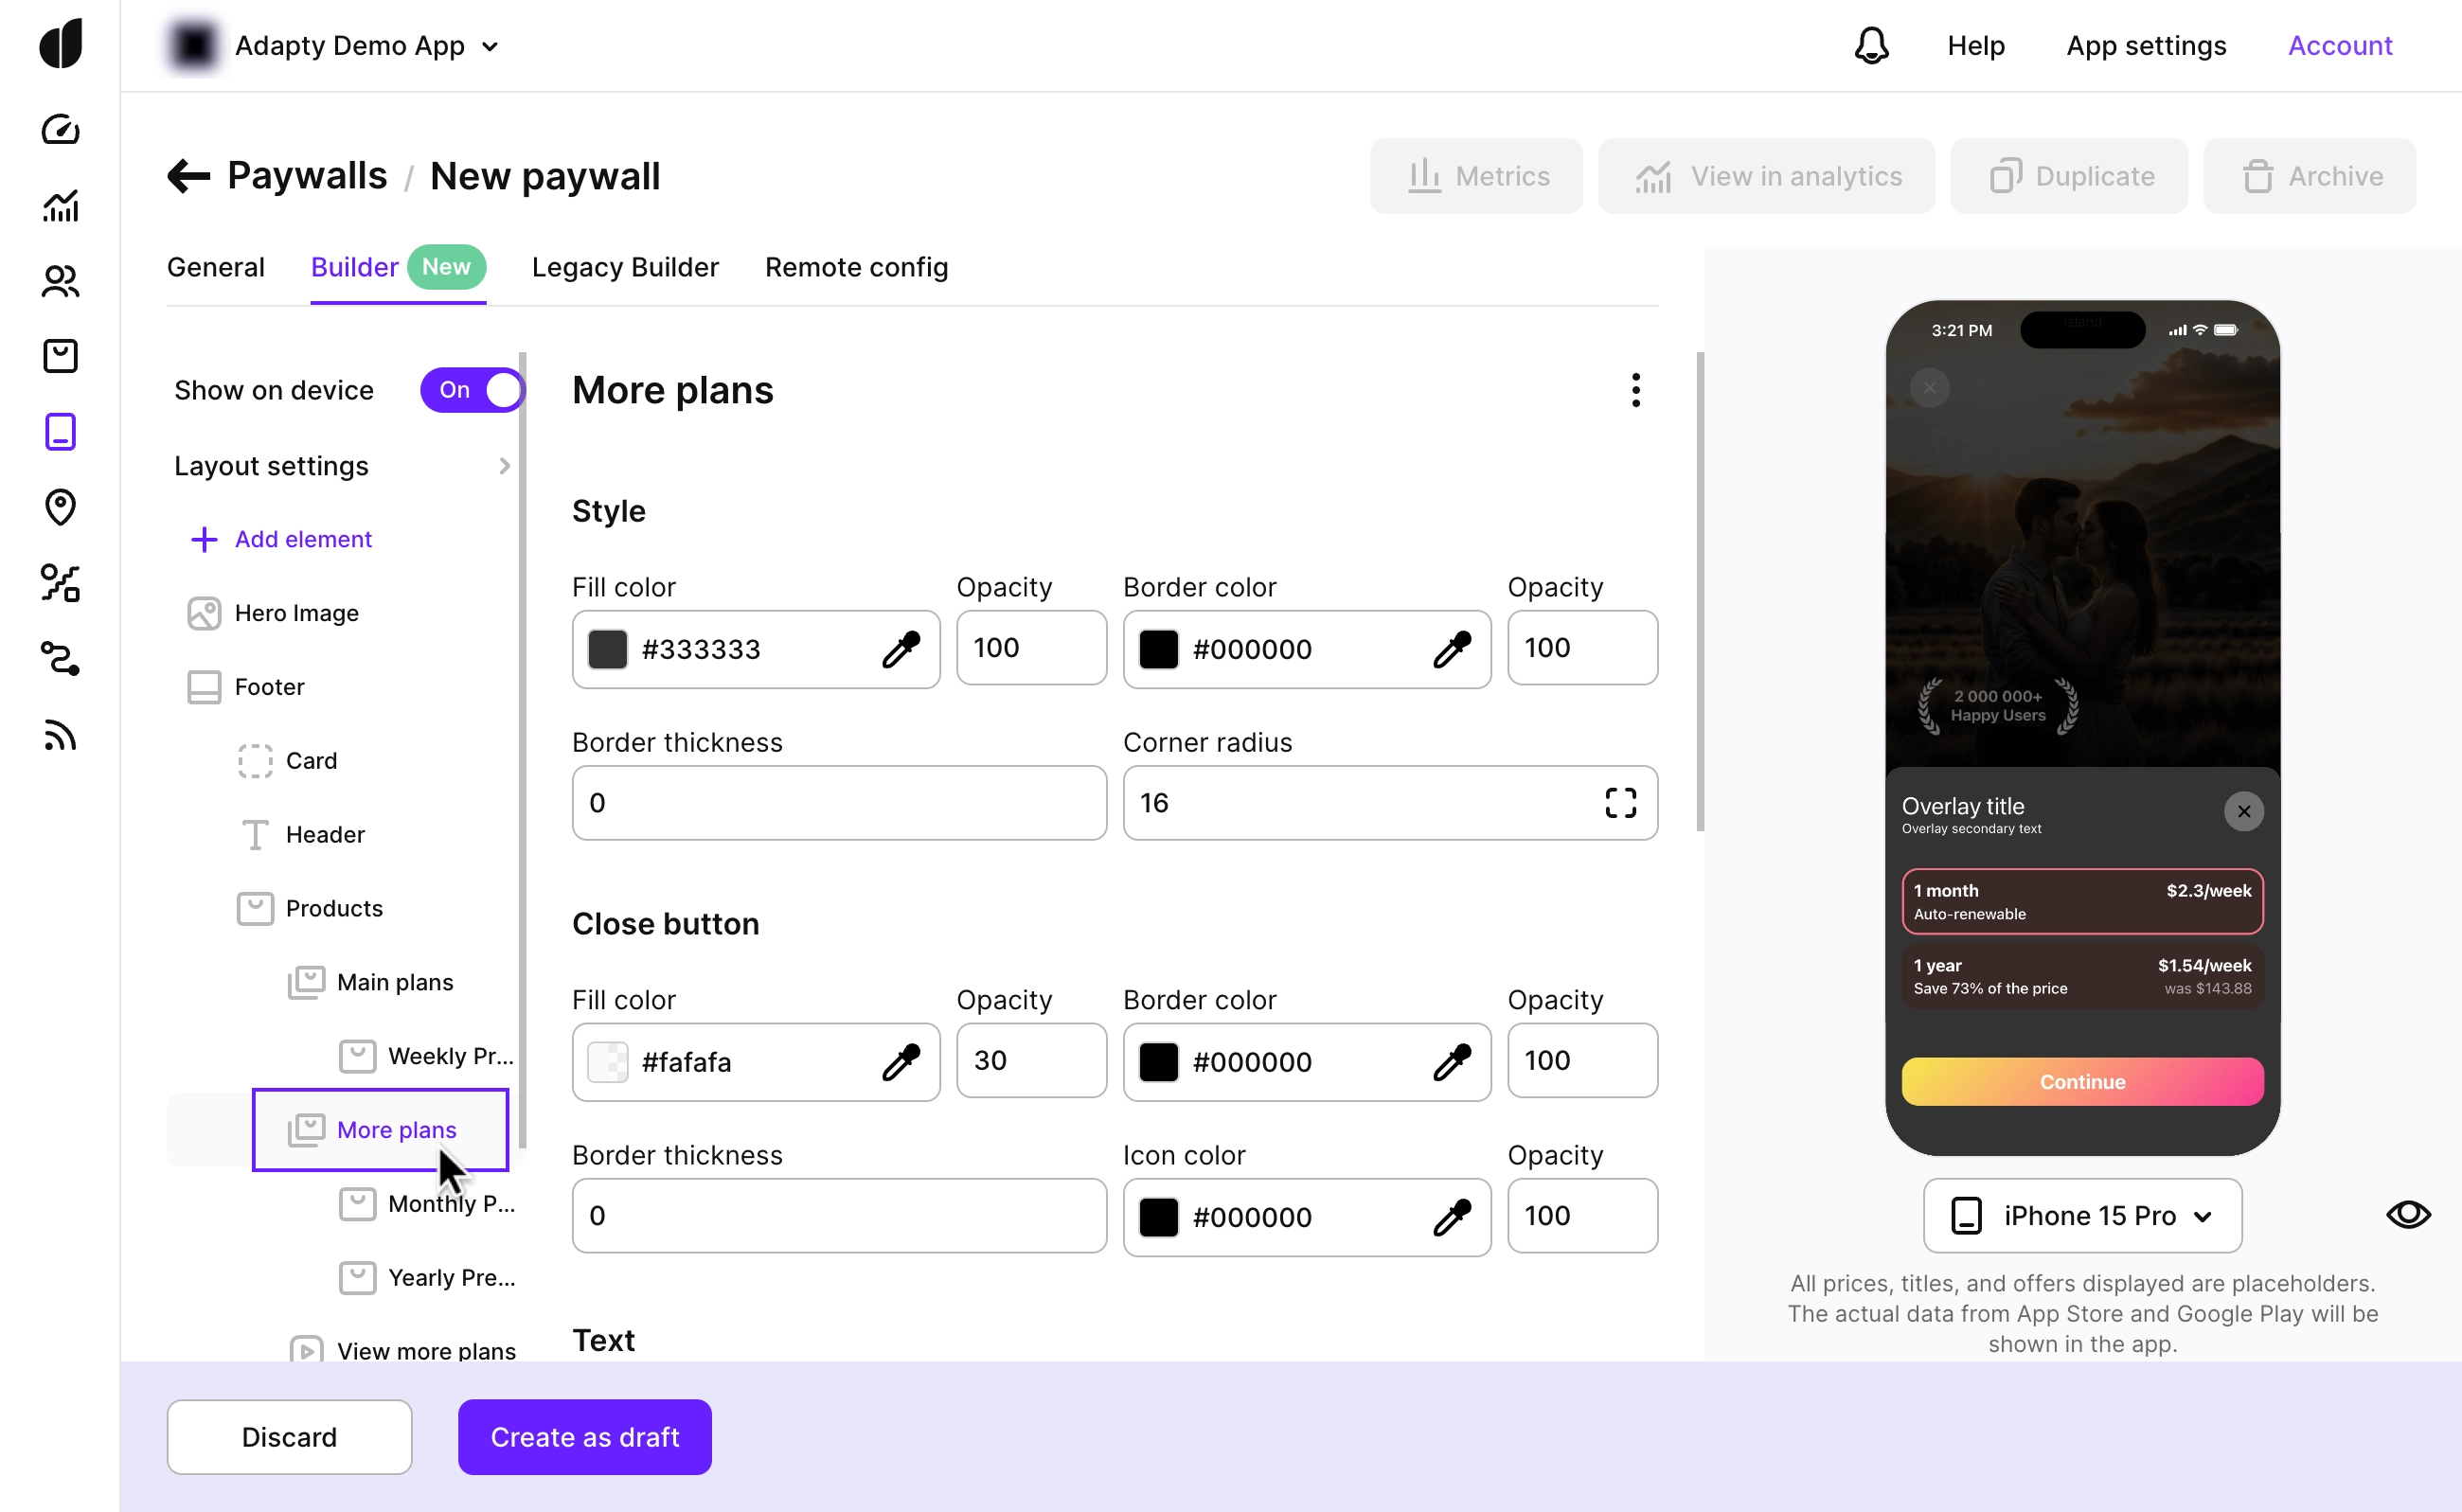 Adapty Demo App
Help
App settings
Account
Paywalls / New paywall
Metrics
View in analytics
Duplicate
Archive
General
Builder New
Legacy Builder
Remote config
Show on device On
Layout settings
Add element
Hero Image
Footer
Card
Header
Products
Main plans
Weekly Pr...
More plans
Monthly P...
Yearly Pre...
View more plans
More plans
Style
Fill color Opacity Border color Opacity
#333333 100 #000000 100
Border thickness Corner radius
0 16
Close button
Fill color Opacity Border color Opacity
#fafafa 30 #000000 100
Border thickness Icon color Opacity
0 #000000 100
Text
3:21 PM
island
2 000 000+
Happy Users
Overlay title
Overlay secondary text
1 month $2.3/week
Auto-renewable
1 year $1.54/week
Save 73% of the price was $143.88
Continue
iPhone 15 Pro
All prices, titles, and offers displayed are placeholders.
The actual data from App Store and Google Play will be
shown in the app.
Discard
Create as draft